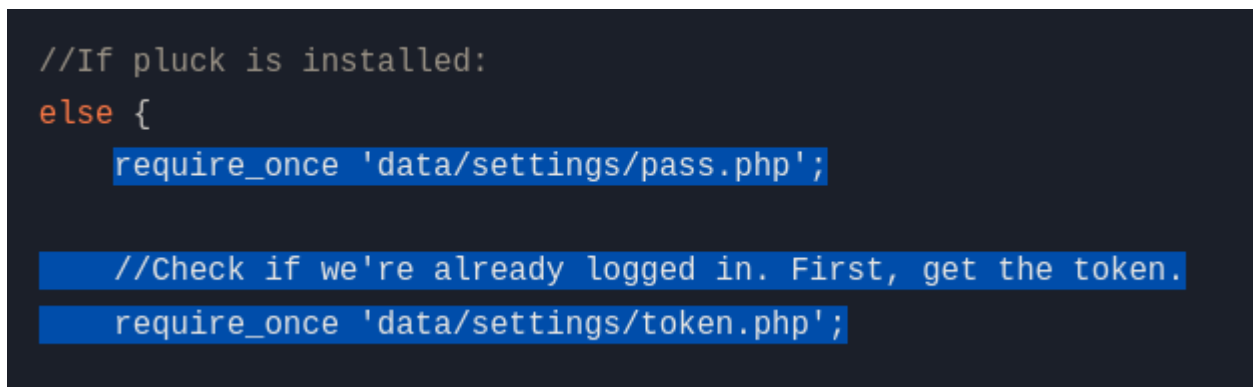 //If pluck is installed:
else {
    require_once 'data/settings/pass.php';
    //Check if we're already logged in. First, get the token.
    require_once 'data/settings/token.php';